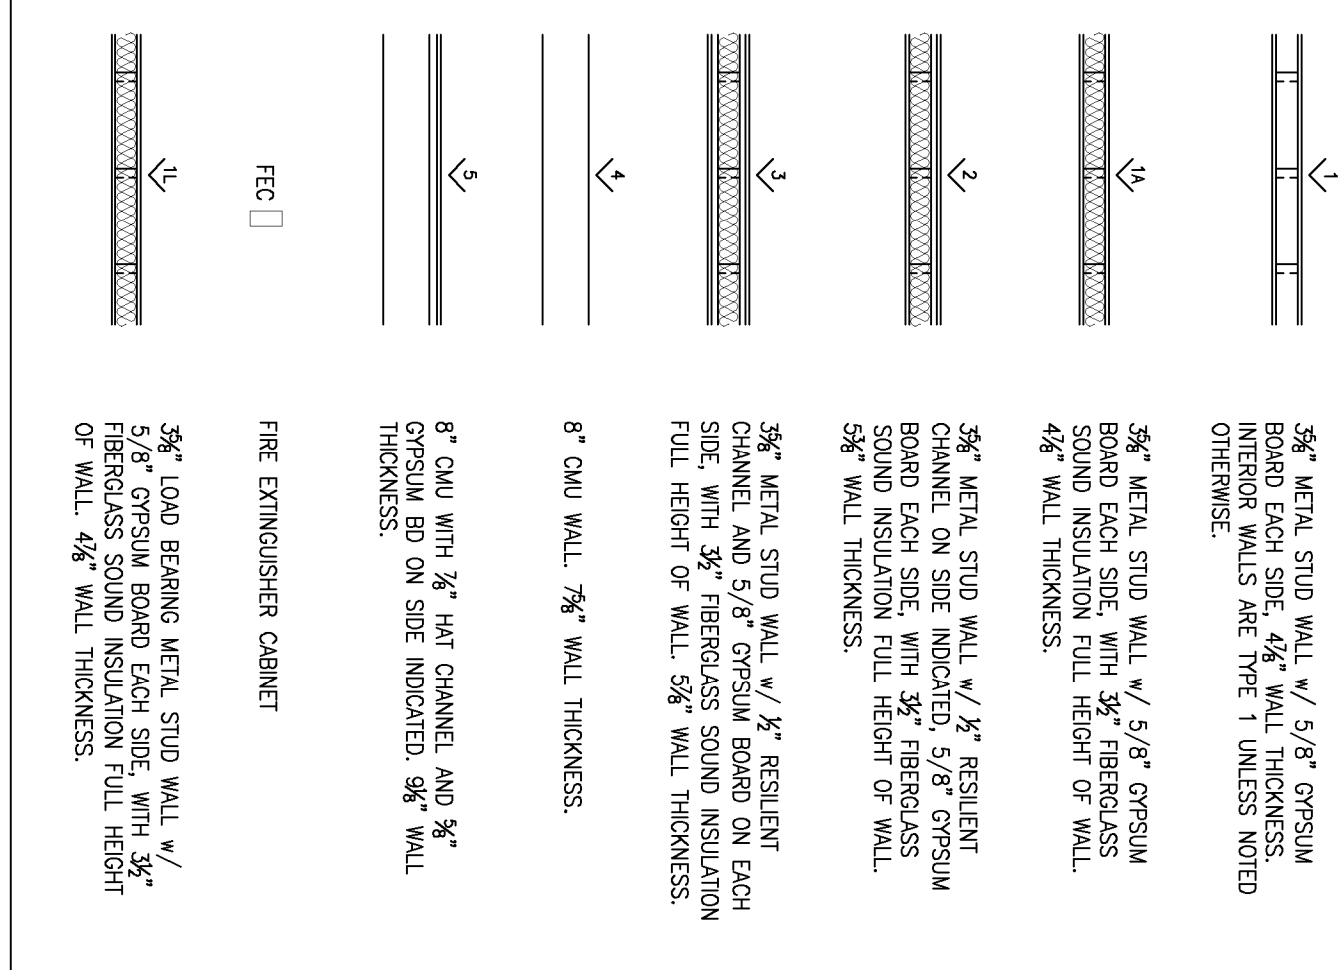 1
3⅝" METAL STUD WALL w/ 5/8" GYPSUM
BOARD EACH SIDE, 4⅞" WALL THICKNESS.
INTERIOR WALLS ARE TYPE 1 UNLESS NOTED
OTHERWISE.
1A
3⅝" METAL STUD WALL w/ 5/8" GYPSUM
BOARD EACH SIDE, WITH 3½" FIBERGLASS
SOUND INSULATION FULL HEIGHT OF WALL.
4⅞" WALL THICKNESS.
2
3⅝" METAL STUD WALL w/ ½" RESILIENT
CHANNEL ON SIDE INDICATED, 5/8" GYPSUM
BOARD EACH SIDE, WITH 3½" FIBERGLASS
SOUND INSULATION FULL HEIGHT OF WALL.
5⅜" WALL THICKNESS.
3
3⅝" METAL STUD WALL w/ ½" RESILIENT
CHANNEL AND 5/8" GYPSUM BOARD ON EACH
SIDE, WITH 3½" FIBERGLASS SOUND INSULATION
FULL HEIGHT OF WALL. 5⅞" WALL THICKNESS.
4
8" CMU WALL. 7⅝" WALL THICKNESS.
5
8" CMU WITH ⅞" HAT CHANNEL AND ⅝"
GYPSUM BD ON SIDE INDICATED. 9⅛" WALL
THICKNESS.
FEC
FIRE EXTINGUISHER CABINET
1L
3⅝" LOAD BEARING METAL STUD WALL w/
5/8" GYPSUM BOARD EACH SIDE, WITH 3½"
FIBERGLASS SOUND INSULATION FULL HEIGHT
OF WALL. 4⅞" WALL THICKNESS.